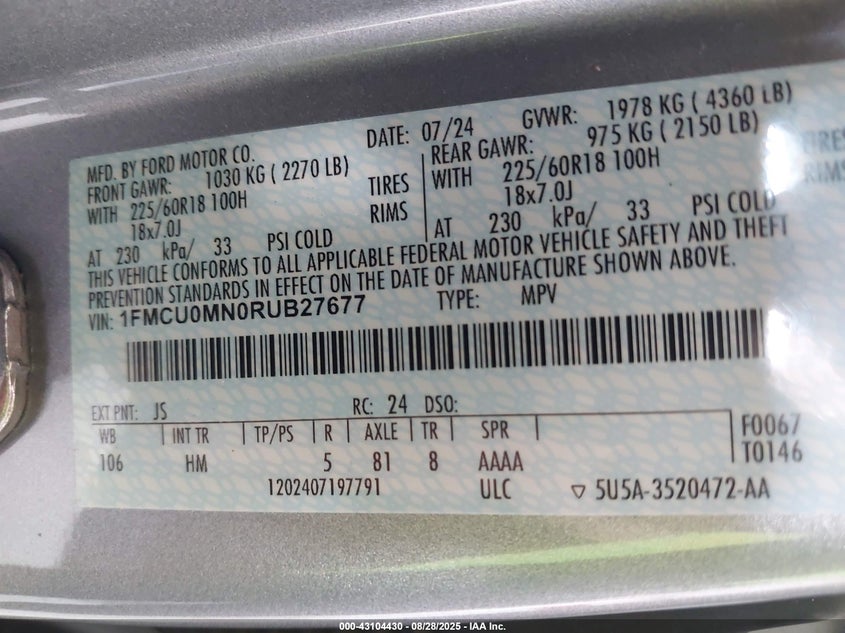 MFD. BY FORD MOTOR CO. DATE: 07/24 GVWR: 1978 KG ( 4360 LB)
FRONT GAWR: 1030 KG ( 2270 LB) REAR GAWR: 975 KG ( 2150 LB)
WITH 225/60R18 100H TIRES WITH 225/60R18 100H TIRES
18x7.0J RIMS 18x7.0J RIMS
AT 230 kPa/ 33 PSI COLD AT 230 kPa/ 33 PSI COLD
THIS VEHICLE CONFORMS TO ALL APPLICABLE FEDERAL MOTOR VEHICLE SAFETY AND THEFT
PREVENTION STANDARDS IN EFFECT ON THE DATE OF MANUFACTURE SHOWN ABOVE.
VIN: 1FMCU0MN0RUB27677 TYPE: MPV
EXT PNT: JS RC: 24 DSO:
WB INT TR TP/PS R AXLE TR SPR F0067
106 HM 5 81 8 AAAA T0146
1202407197791 ULC ▽ 5U5A-3520472-AA
000-43104430 - 08/28/2025 - IAA Inc.